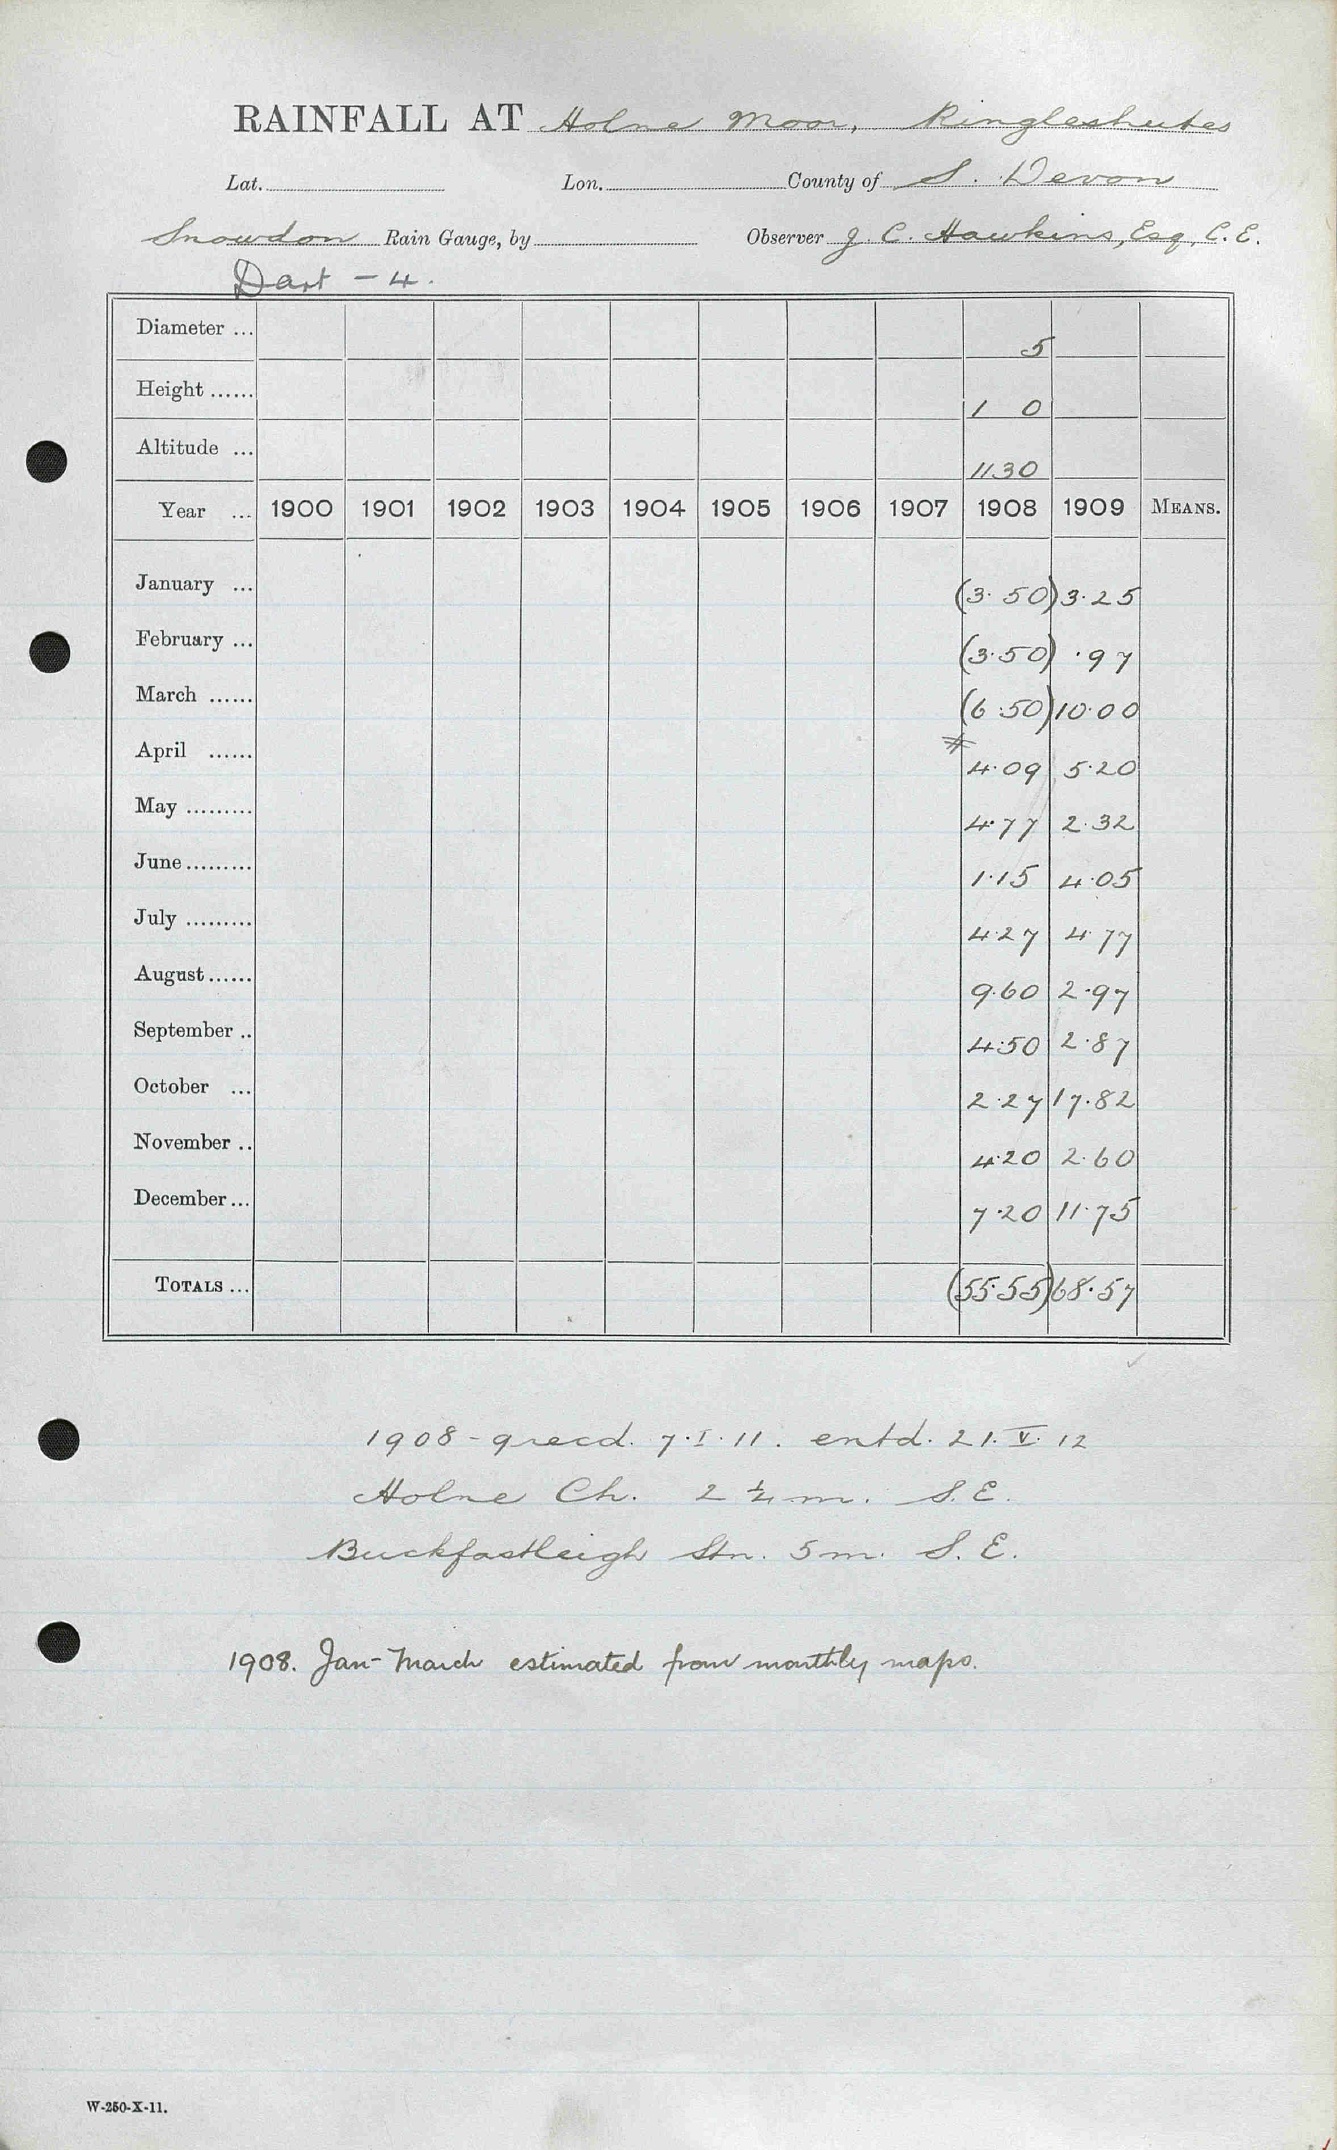 RAINFALL AT Holne Moor, Ringleshutes
Lat. Lon. County of S. Devon
Snowdon Rain Gauge, by Observer J. C. Hawkins, Esq, C. E.
Dart - 4.
Diameter ... 5
Height ...... 1 0
Altitude ... 1130
Year ... 1900 1901 1902 1903 1904 1905 1906 1907 1908 1909 MEANS.
January ... (3.50) 3.25
February ... (3.50) .97
March ...... (6.50) 10.00
April ...... # 4.09 5.20
May ......... 4.77 2.32
June ......... 1.15 4.05
July ......... 4.27 4.77
August ...... 9.60 2.97
September .. 4.50 2.87
October ... 2.27 17.82
November .. 4.20 2.60
December ... 7.20 11.75
TOTALS ... (55.55) 68.57
1908-9 recd. 7.I.11. entd. 21.V.12
Holne Ch. 2 1/4 m. S.E.
Buckfastleigh Stn. 5m. S.E.
1908. Jan-March estimated from monthly maps.
W-250-X-11.